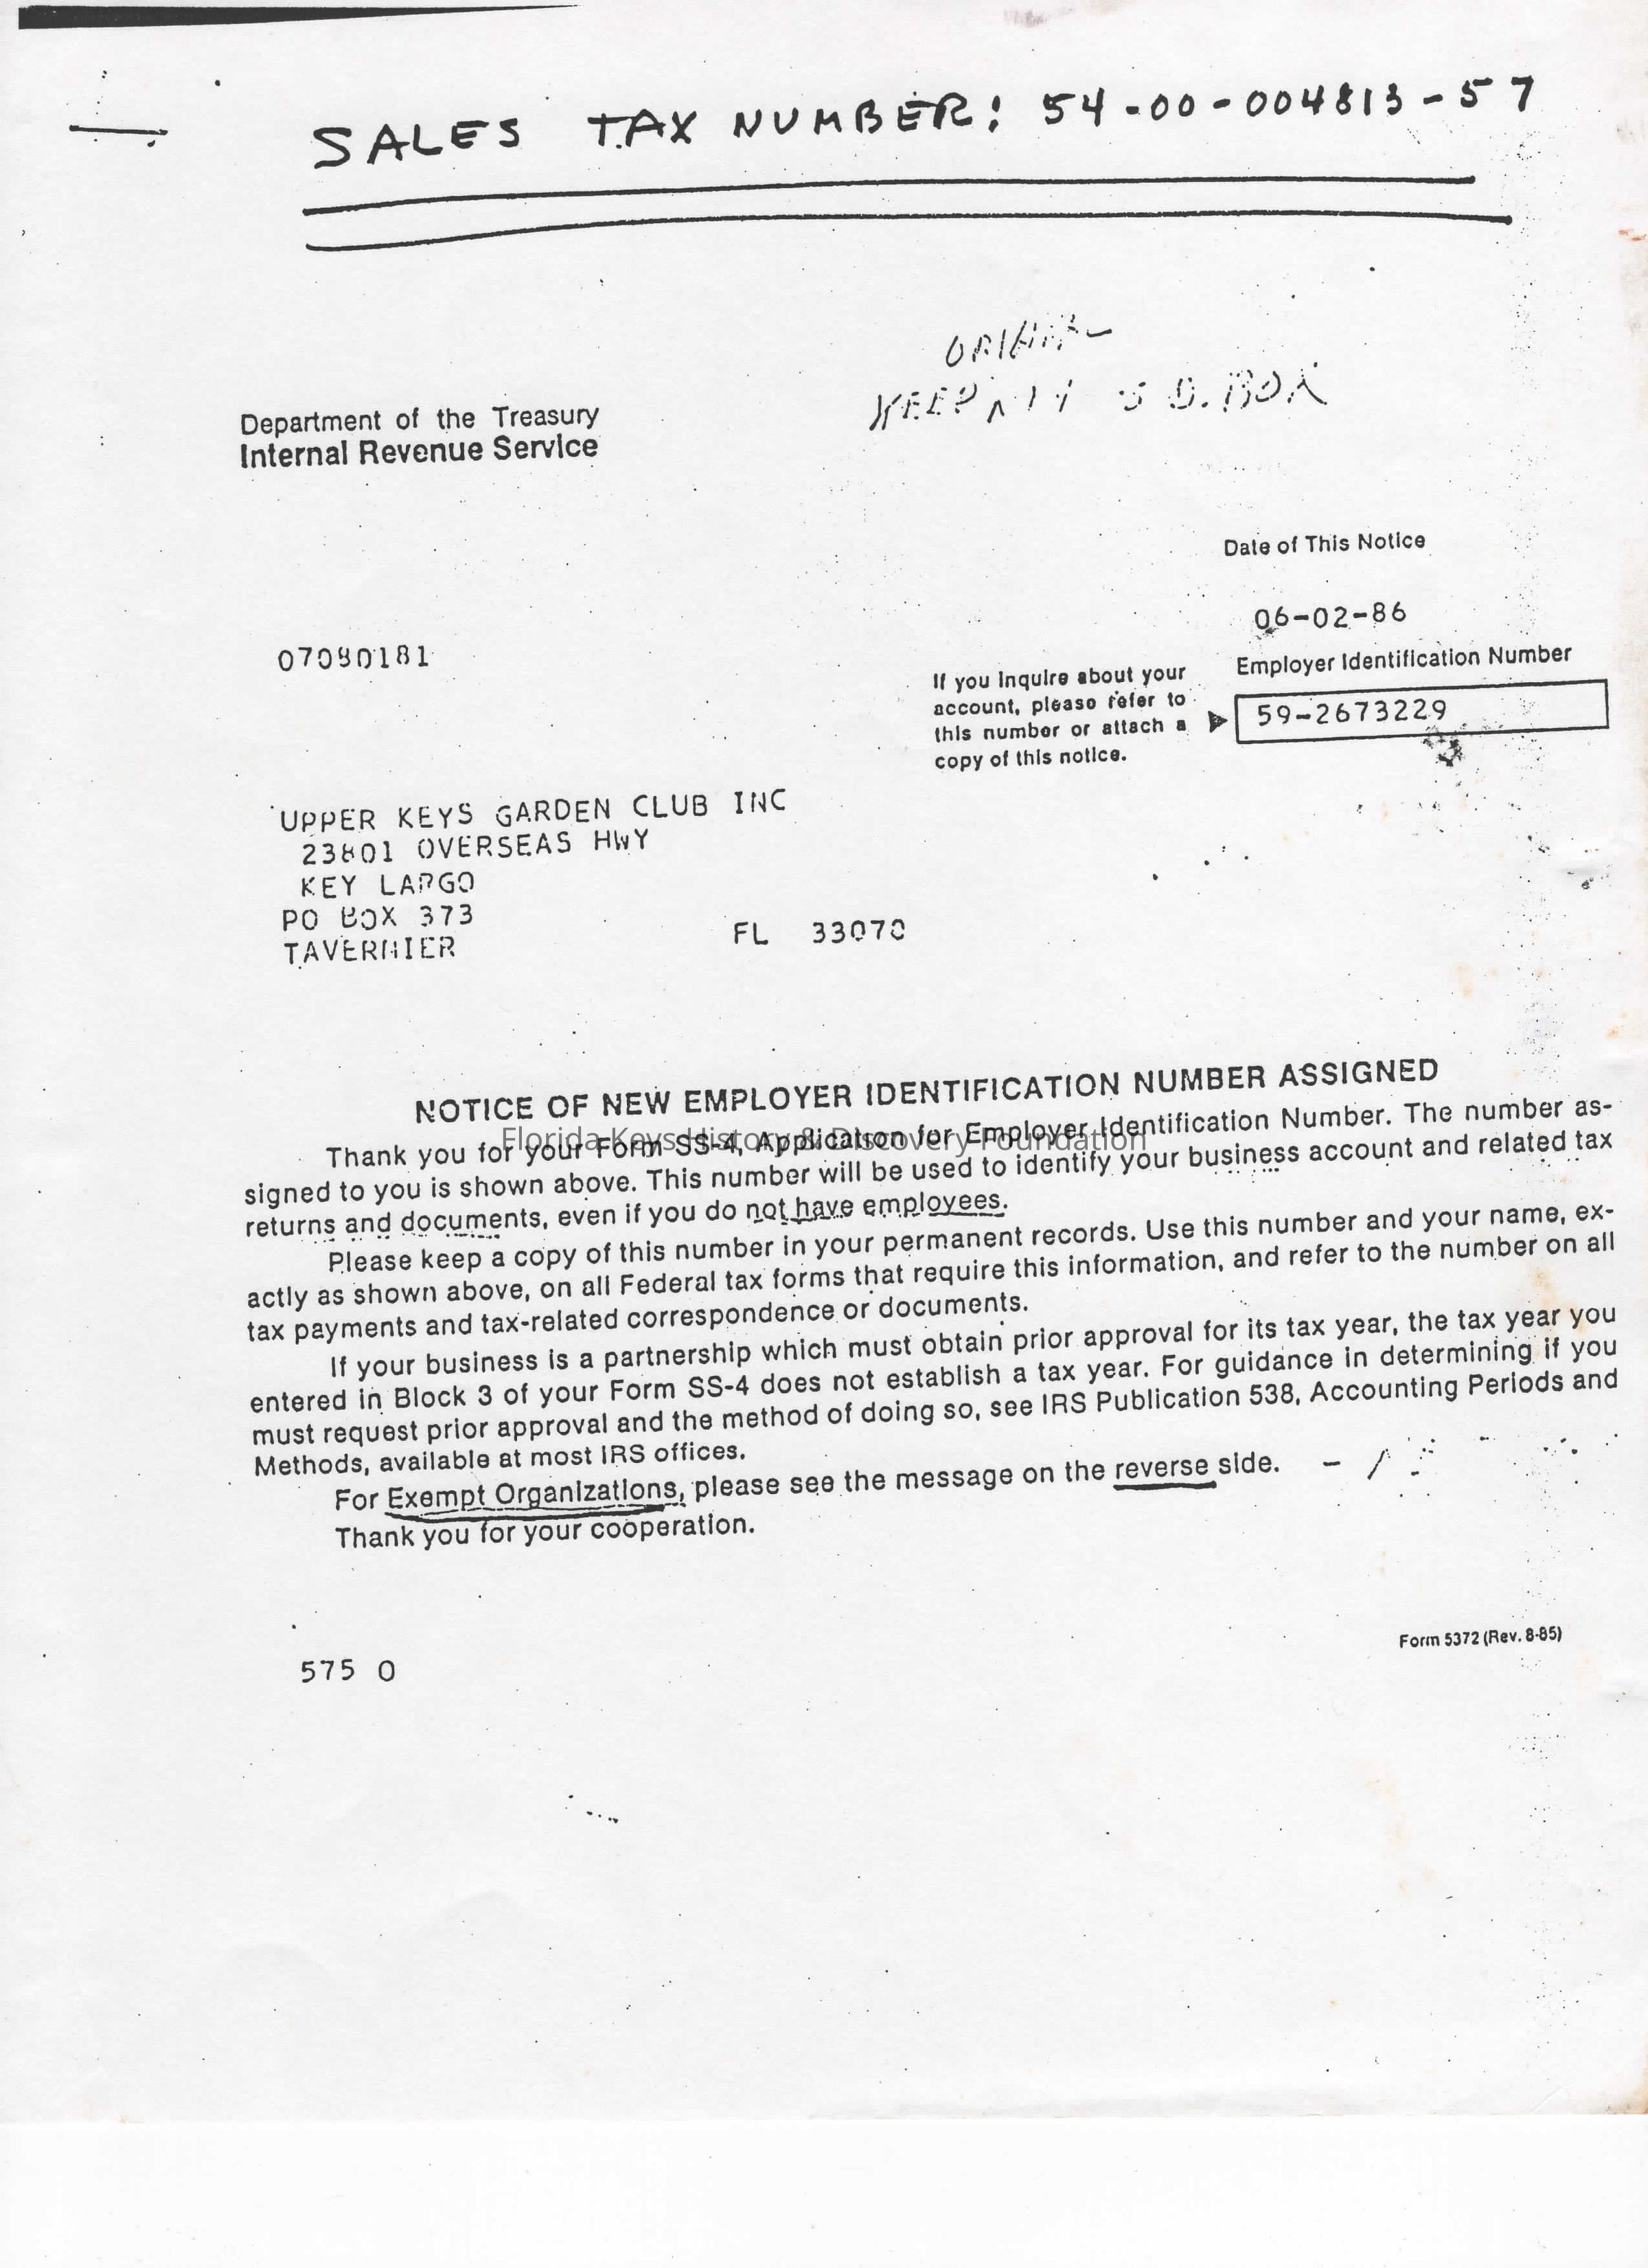 SALES TAX NUMBER: 54-00-004813-57
ORIGINAL
KEEP IN S.D. BOX
Department of the Treasury
Internal Revenue Service
Date of This Notice
06-02-86
07090181
Employer Identification Number
If you inquire about your
account, please refer to
this number or attach a
copy of this notice.
59-2673229
UPPER KEYS GARDEN CLUB INC
23801 OVERSEAS HWY
KEY LARGO
PO BOX 373
TAVERNIER FL 33070
NOTICE OF NEW EMPLOYER IDENTIFICATION NUMBER ASSIGNED
Thank you for your Form SS-4, Application for Employer Identification Number. The number as-
signed to you is shown above. This number will be used to identify your business account and related tax
returns and documents, even if you do not have employees.
Please keep a copy of this number in your permanent records. Use this number and your name, ex-
actly as shown above, on all Federal tax forms that require this information, and refer to the number on all
tax payments and tax-related correspondence or documents.
If your business is a partnership which must obtain prior approval for its tax year, the tax year you
entered in Block 3 of your Form SS-4 does not establish a tax year. For guidance in determining if you
must request prior approval and the method of doing so, see IRS Publication 538, Accounting Periods and
Methods, available at most IRS offices.
For Exempt Organizations, please see the message on the reverse side.
Thank you for your cooperation.
Florida Keys History & Discovery Foundation
Form 5372 (Rev. 8-85)
575 0